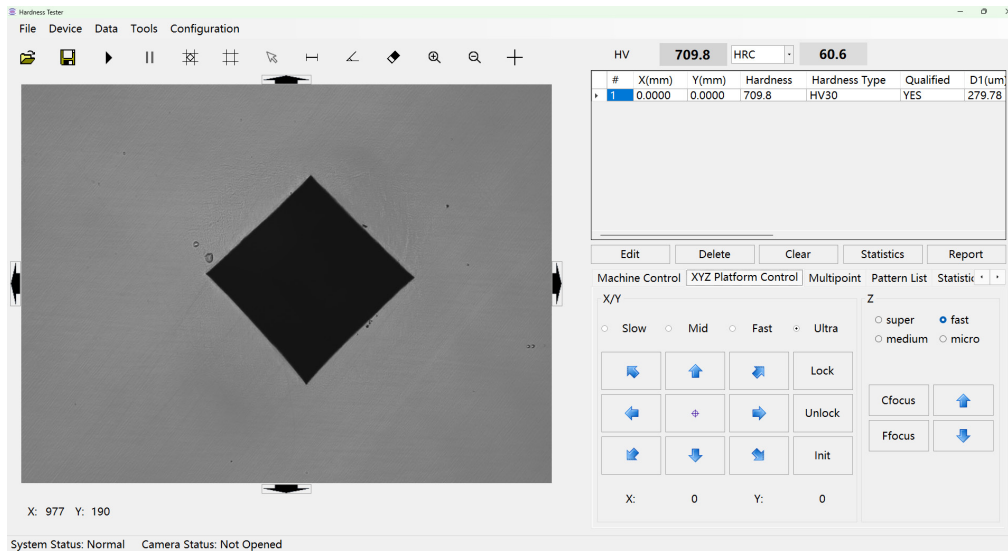 Hardness Tester
File Device Data Tools Configuration
HV 709.8 HRC 60.6
# X(mm) Y(mm) Hardness Hardness Type Qualified D1(um)
1 0.0000 0.0000 709.8 HV30 YES 279.78
Edit Delete Clear Statistics Report
Machine Control XYZ Platform Control Multipoint Pattern List Statistic
X/Y Z
Slow Mid Fast Ultra super fast
medium micro
Lock
Cfocus
Unlock
Ffocus
Init
X: 0 Y: 0
X: 977 Y: 190
System Status: Normal Camera Status: Not Opened